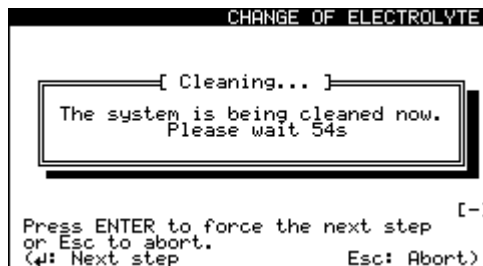 CHANGE OF ELECTROLYTE
[ Cleaning... ]
The system is being cleaned now.
Please wait 54s
[-]
Press ENTER to force the next step
or Esc to abort.
(↵: Next step Esc: Abort)